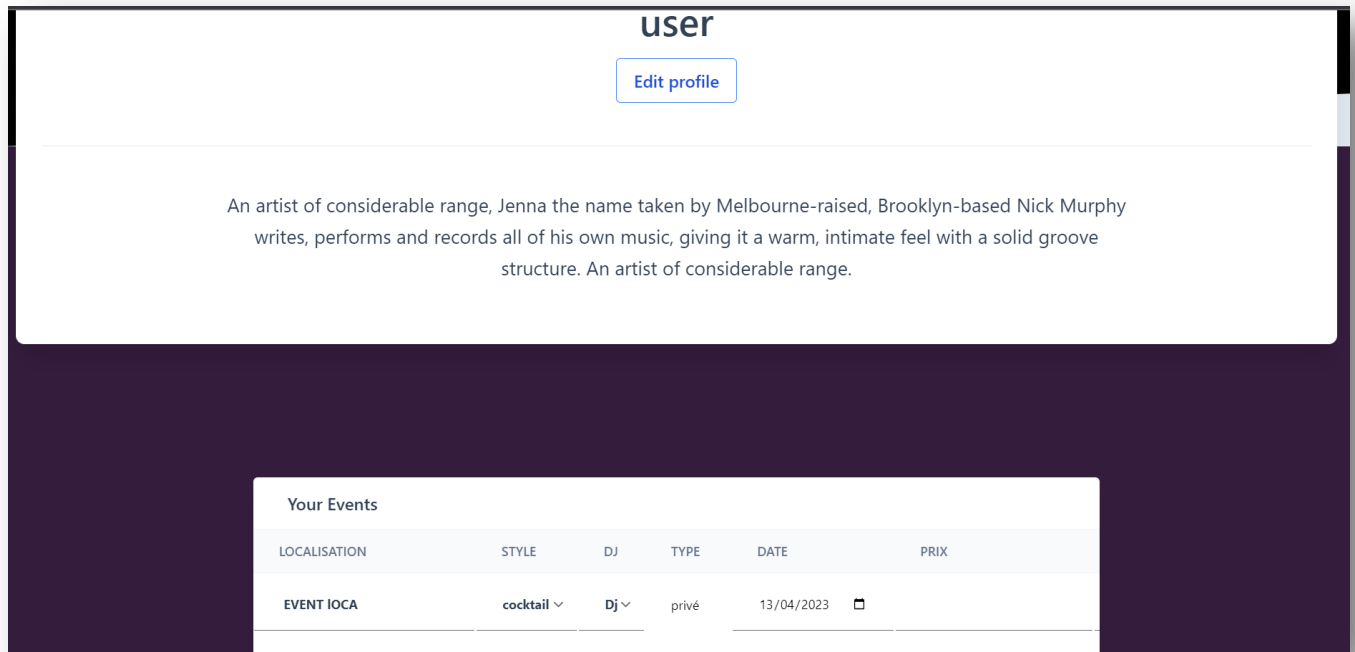 user
Edit profile
An artist of considerable range, Jenna the name taken by Melbourne-raised, Brooklyn-based Nick Murphy
writes, performs and records all of his own music, giving it a warm, intimate feel with a solid groove
structure. An artist of considerable range.
Your Events
LOCALISATION STYLE DJ TYPE DATE PRIX
EVENT lOCA cocktail Dj privé 13/04/2023